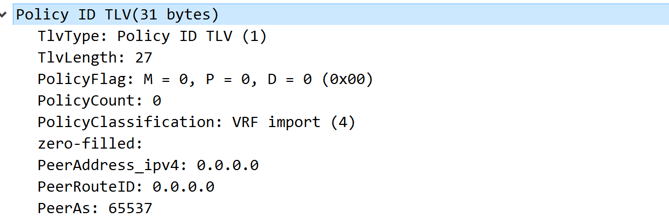 Policy ID TLV(31 bytes)
TlvType: Policy ID TLV (1)
TlvLength: 27
PolicyFlag: M = 0, P = 0, D = 0 (0x00)
PolicyCount: 0
PolicyClassification: VRF import (4)
zero-filled:
PeerAddress_ipv4: 0.0.0.0
PeerRouteID: 0.0.0.0
PeerAs: 65537